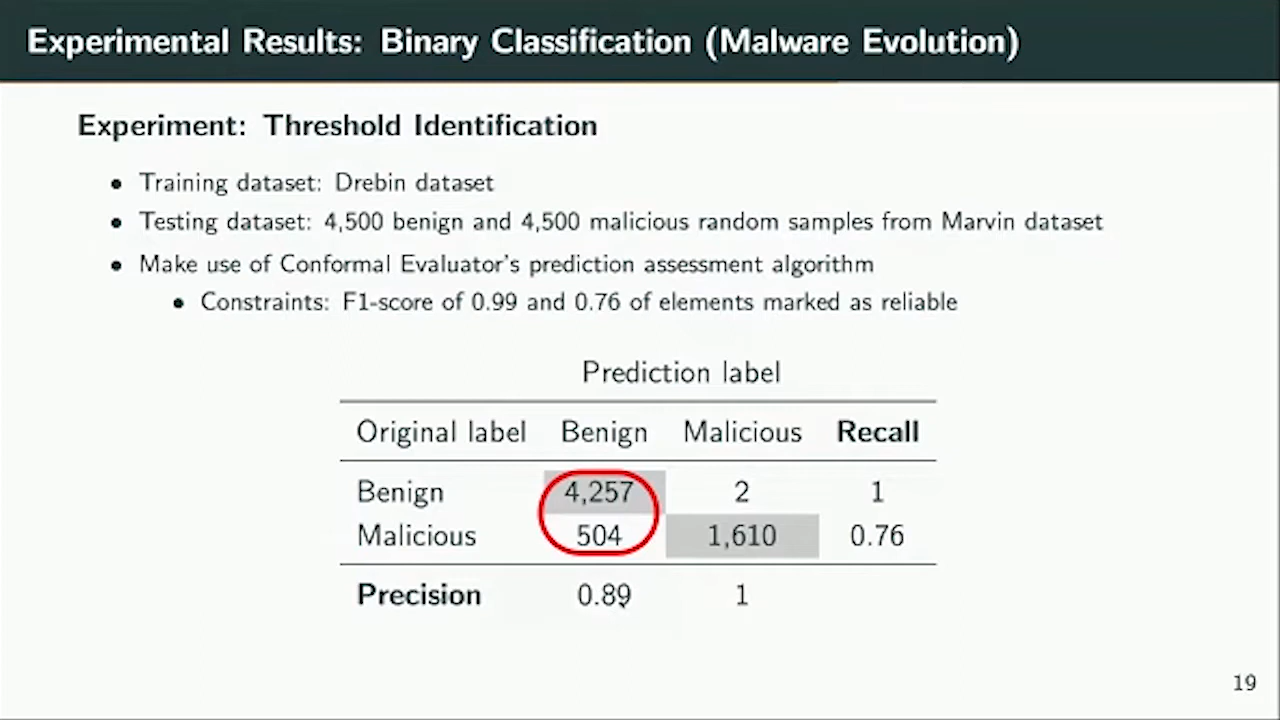 Experimental Results: Binary Classification (Malware Evolution)
Experiment: Threshold Identification
• Training dataset: Drebin dataset
• Testing dataset: 4,500 benign and 4,500 malicious random samples from Marvin dataset
• Make use of Conformal Evaluator's prediction assessment algorithm
• Constraints: F1-score of 0.99 and 0.76 of elements marked as reliable
Prediction label
Original label Benign Malicious Recall
Benign 4,257 2 1
Malicious 504 1,610 0.76
Precision 0.89 1
19